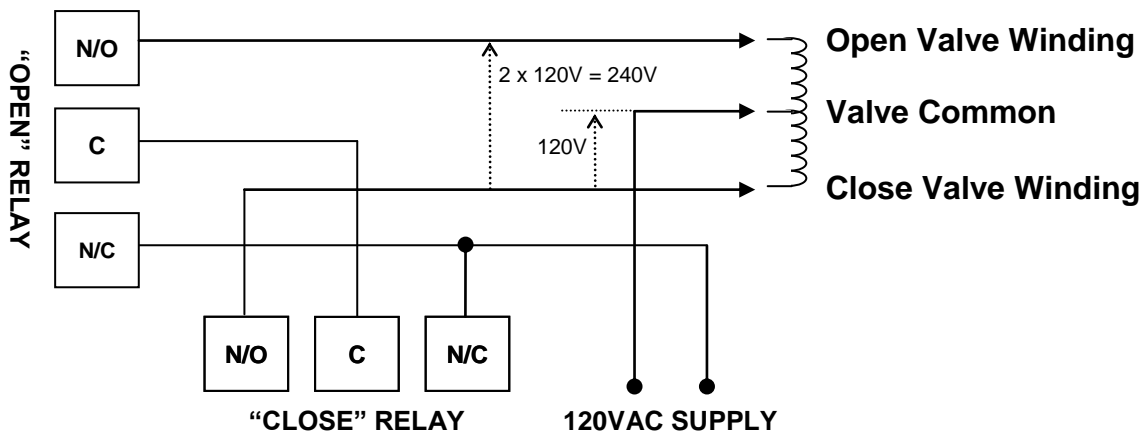 "OPEN" RELAY
N/O
C
N/C
2 x 120V = 240V
120V
Open Valve Winding
Valve Common
Close Valve Winding
N/O
C
N/C
“CLOSE” RELAY
120VAC SUPPLY